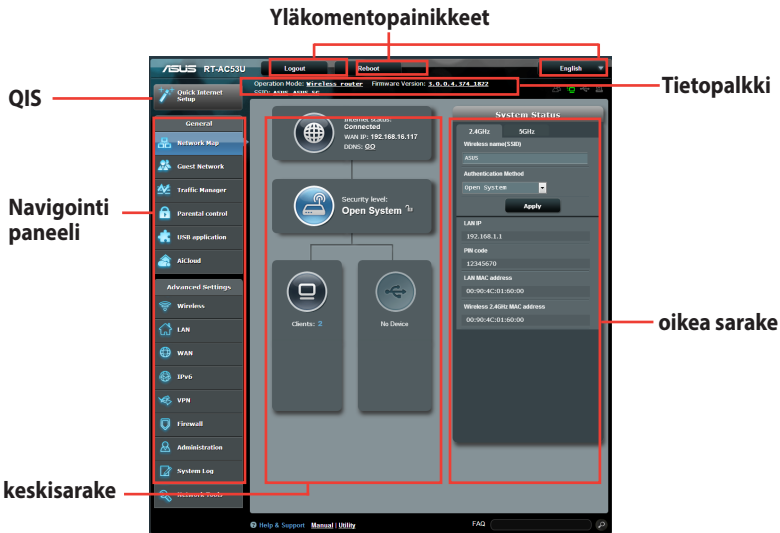 Yläkomentopainikkeet
ASUS RT-AC53U
Logout
Reboot
English
QIS
Quick Internet
Setup
Operation Mode: Wireless router Firmware Version: 3.0.0.4.374_1822
SSID: ASUS ASUS_5G
Tietopalkki
General
Network Map
Guest Network
Traffic Manager
Parental control
USB application
AiCloud
Navigointi
paneeli
Advanced Settings
Wireless
LAN
WAN
IPv6
VPN
Firewall
Administration
System Log
Network Tools
Internet status:
Connected
WAN IP: 192.168.16.117
DDNS: GO
Security level:
Open System
Clients: 2
No Device
System Status
2.4GHz
5GHz
Wireless name(SSID)
ASUS
Authentication Method
Open System
Apply
LAN IP
192.168.1.1
PIN code
12345670
LAN MAC address
00:90:4C:01:60:00
Wireless 2.4GHz MAC address
00:90:4C:01:60:00
oikea sarake
keskisarake
Help & Support Manual | Utility
FAQ